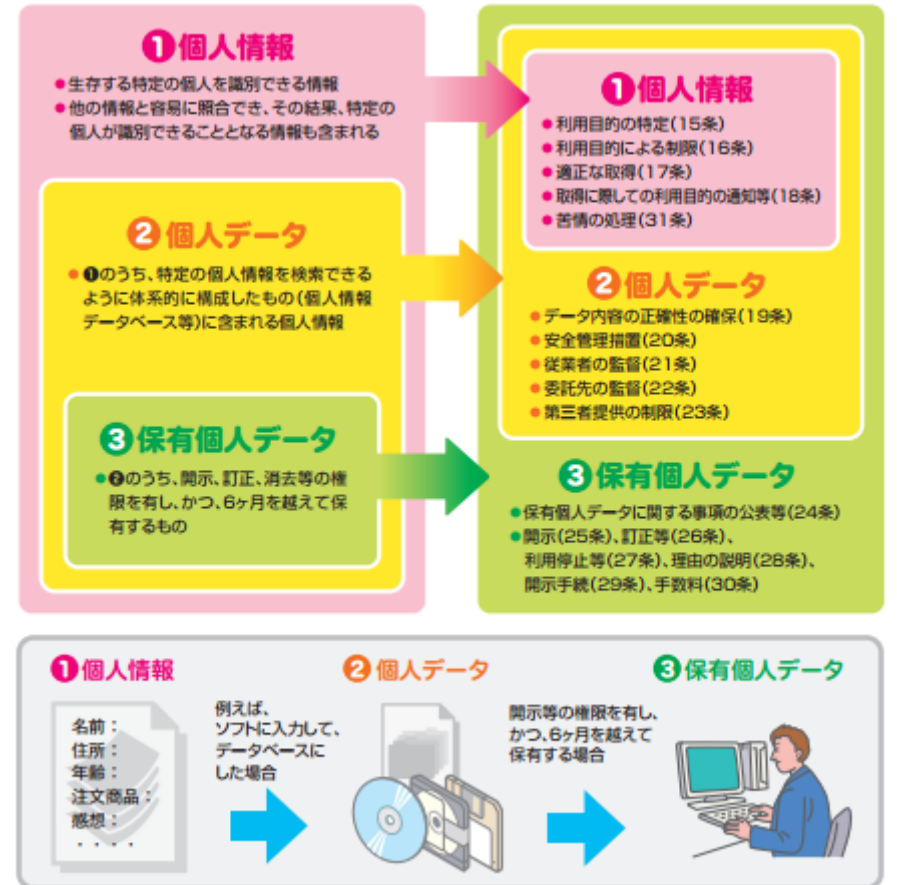 ❶個人情報
●生存する特定の個人を識別できる情報
●他の情報と容易に照合でき、その結果、特定の
個人が識別できることとなる情報も含まれる
❷個人データ
●❶のうち、特定の個人情報を検索できる
ように体系的に構成したもの(個人情報
データベース等)に含まれる個人情報
❸保有個人データ
●❷のうち、開示、訂正、消去等の権
限を有し、かつ、6ヶ月を越えて保
有するもの
❶個人情報
●利用目的の特定(15条)
●利用目的による制限(16条)
●適正な取得(17条)
●取得に際しての利用目的の通知等(18条)
●苦情の処理(31条)
❷個人データ
●データ内容の正確性の確保(19条)
●安全管理措置(20条)
●従業者の監督(21条)
●委託先の監督(22条)
●第三者提供の制限(23条)
❸保有個人データ
●保有個人データに関する事項の公表等(24条)
●開示(25条)、訂正等(26条)、
利用停止等(27条)、理由の説明(28条)、
開示手続(29条)、手数料(30条)
❶個人情報
名前：
住所：
年齢：
注文商品：
感想：
・・・・
例えば、
ソフトに入力して、
データベースに
した場合
❷個人データ
開示等の権限を有し、
かつ、6ヶ月を越えて
保有する場合
❸保有個人データ